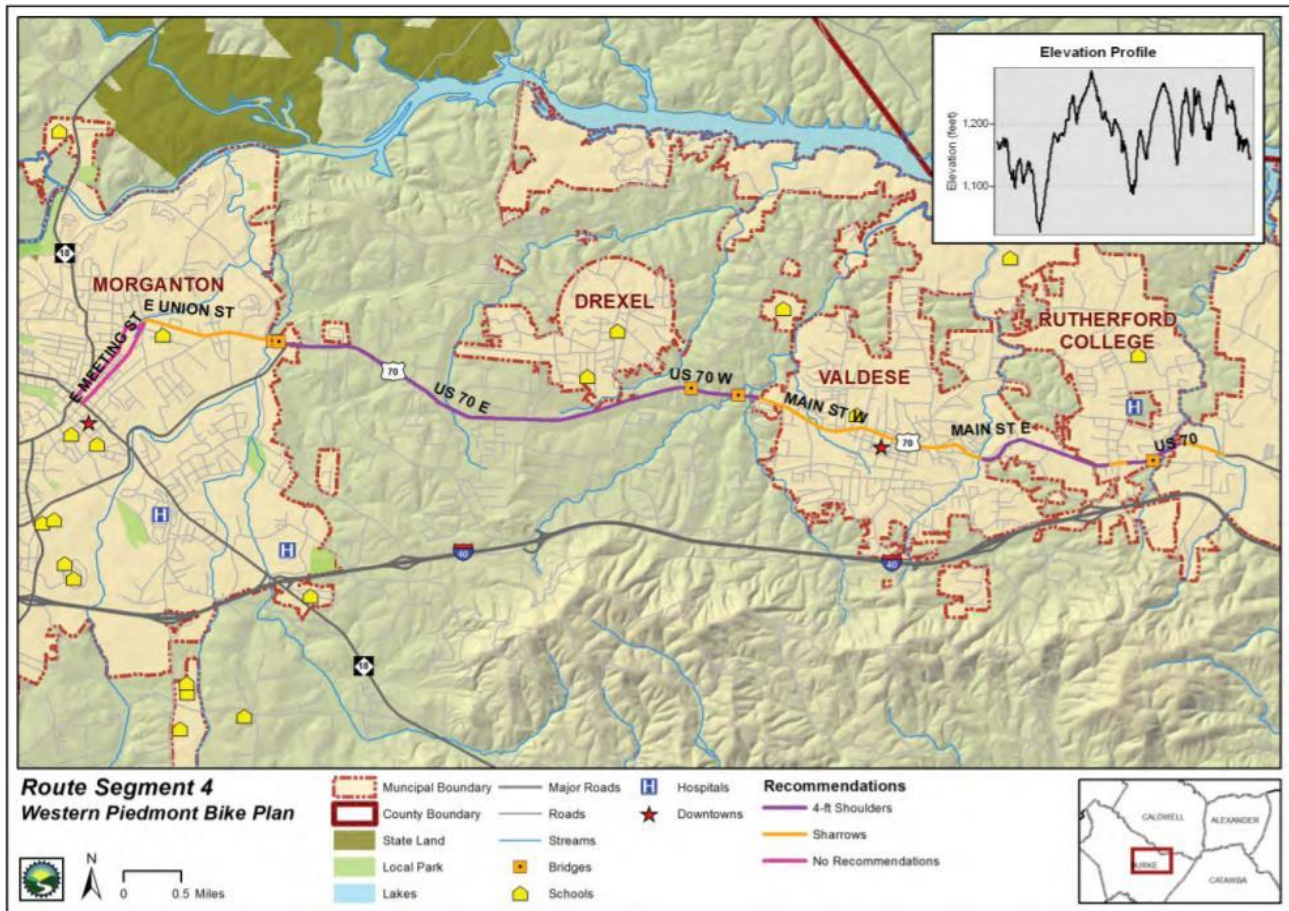 Elevation Profile
Elevation (feet)
1,200
1,100
18
MORGANTON
E UNION ST
E MEETING ST
DREXEL
RUTHERFORD
COLLEGE
VALDESE
70
US 70 E
US 70 W
MAIN ST W
70
MAIN ST E
US 70
H
H
H
40
40
18
Route Segment 4
Western Piedmont Bike Plan
N
0 0.5 Miles
Muncipal Boundary
County Boundary
State Land
Local Park
Lakes
Major Roads
Roads
Streams
Bridges
Schools
H Hospitals
Downtowns
Recommendations
4-ft Shoulders
Sharrows
No Recommendations
CALDWELL
ALEXANDER
CATAWBA